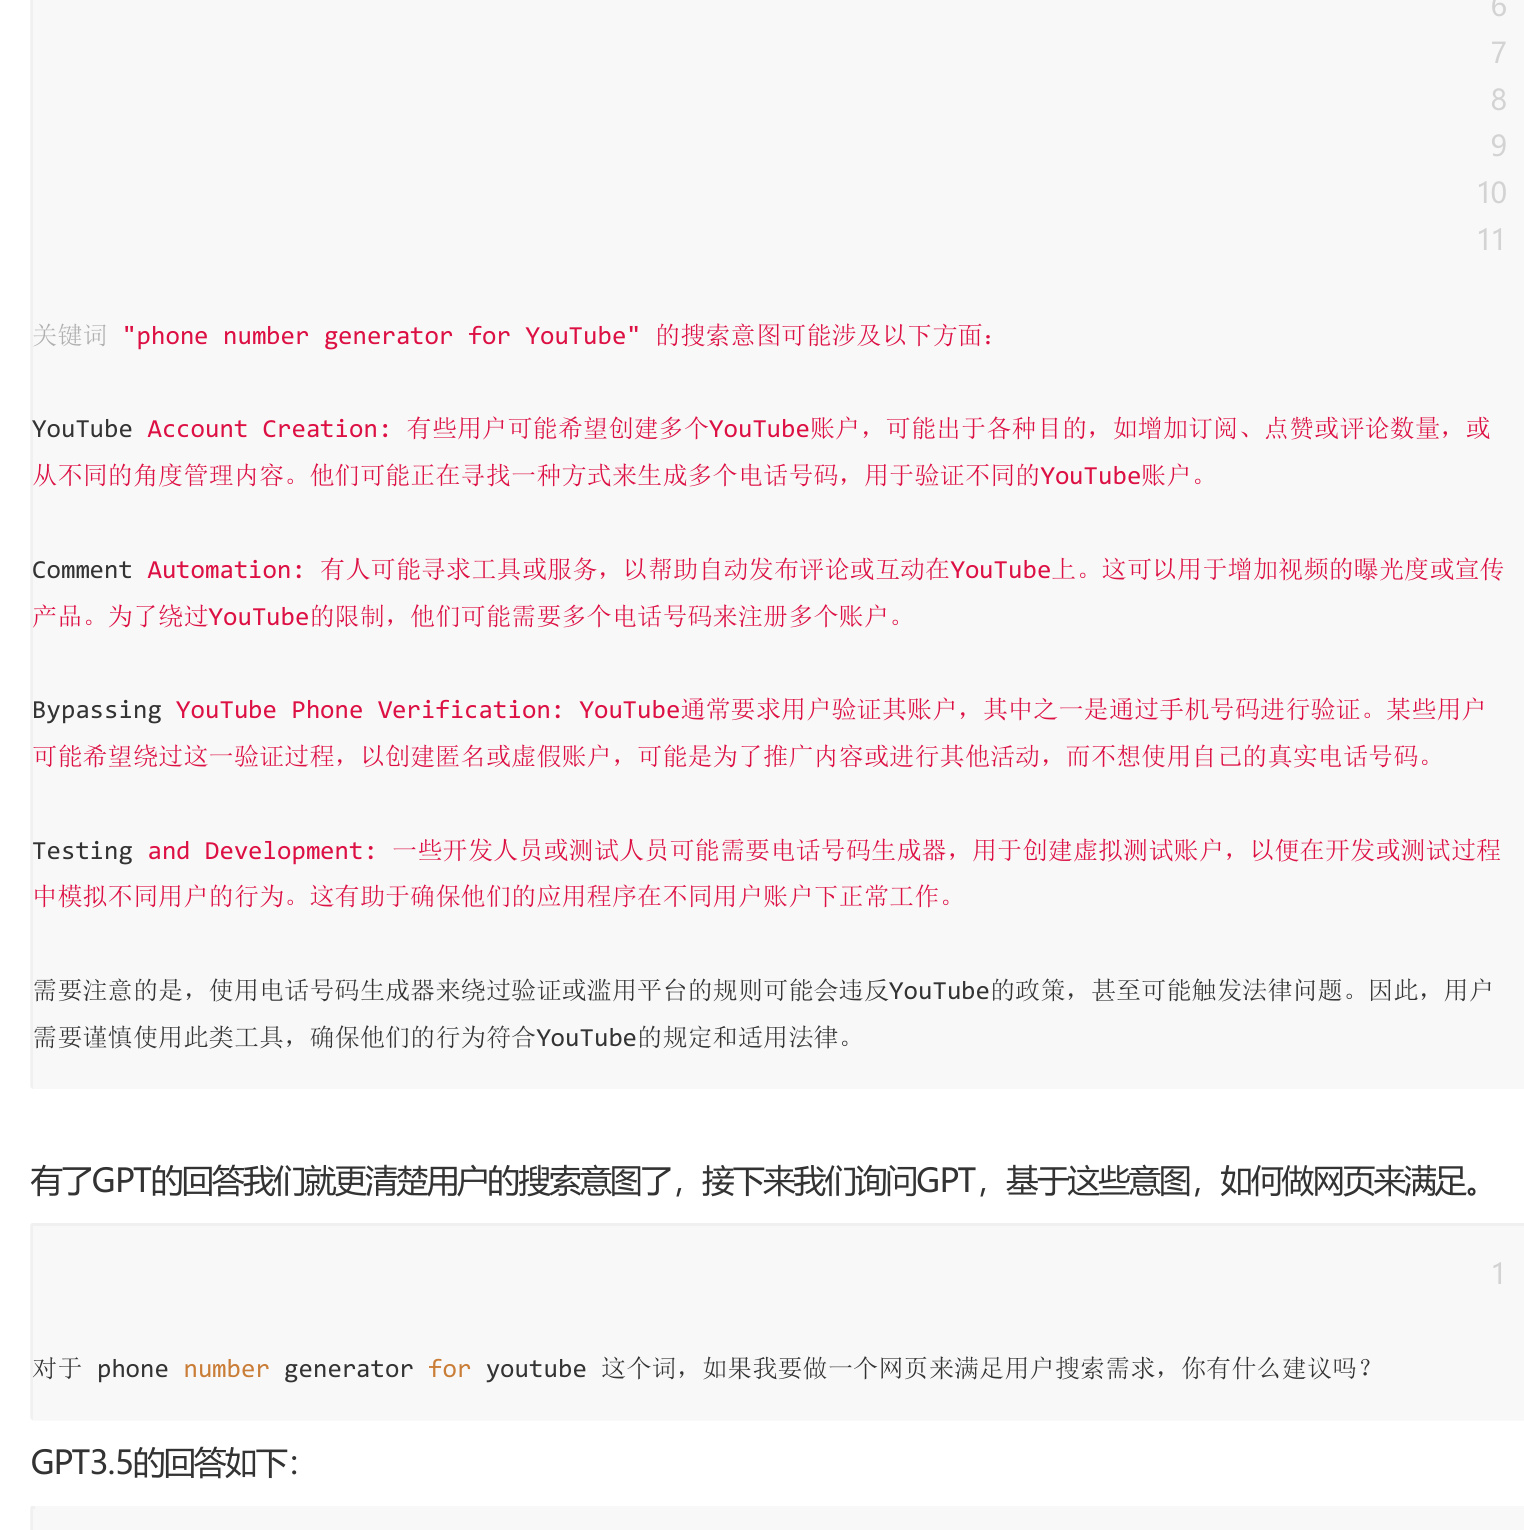 6
7
8
9
10
11
关键词 "phone number generator for YouTube" 的搜索意图可能涉及以下方面：
YouTube Account Creation: 有些用户可能希望创建多个YouTube账户，可能出于各种目的，如增加订阅、点赞或评论数量，或
从不同的角度管理内容。他们可能正在寻找一种方式来生成多个电话号码，用于验证不同的YouTube账户。
Comment Automation: 有人可能寻求工具或服务，以帮助自动发布评论或互动在YouTube上。这可以用于增加视频的曝光度或宣传
产品。为了绕过YouTube的限制，他们可能需要多个电话号码来注册多个账户。
Bypassing YouTube Phone Verification: YouTube通常要求用户验证其账户，其中之一是通过手机号码进行验证。某些用户
可能希望绕过这一验证过程，以创建匿名或虚假账户，可能是为了推广内容或进行其他活动，而不想使用自己的真实电话号码。
Testing and Development: 一些开发人员或测试人员可能需要电话号码生成器，用于创建虚拟测试账户，以便在开发或测试过程
中模拟不同用户的行为。这有助于确保他们的应用程序在不同用户账户下正常工作。
需要注意的是，使用电话号码生成器来绕过验证或滥用平台的规则可能会违反YouTube的政策，甚至可能触发法律问题。因此，用户
需要谨慎使用此类工具，确保他们的行为符合YouTube的规定和适用法律。
有了GPT的回答我们就更清楚用户的搜索意图了，接下来我们询问GPT，基于这些意图，如何做网页来满足。
1
对于 phone number generator for youtube 这个词，如果我要做一个网页来满足用户搜索需求，你有什么建议吗？
GPT3.5的回答如下：